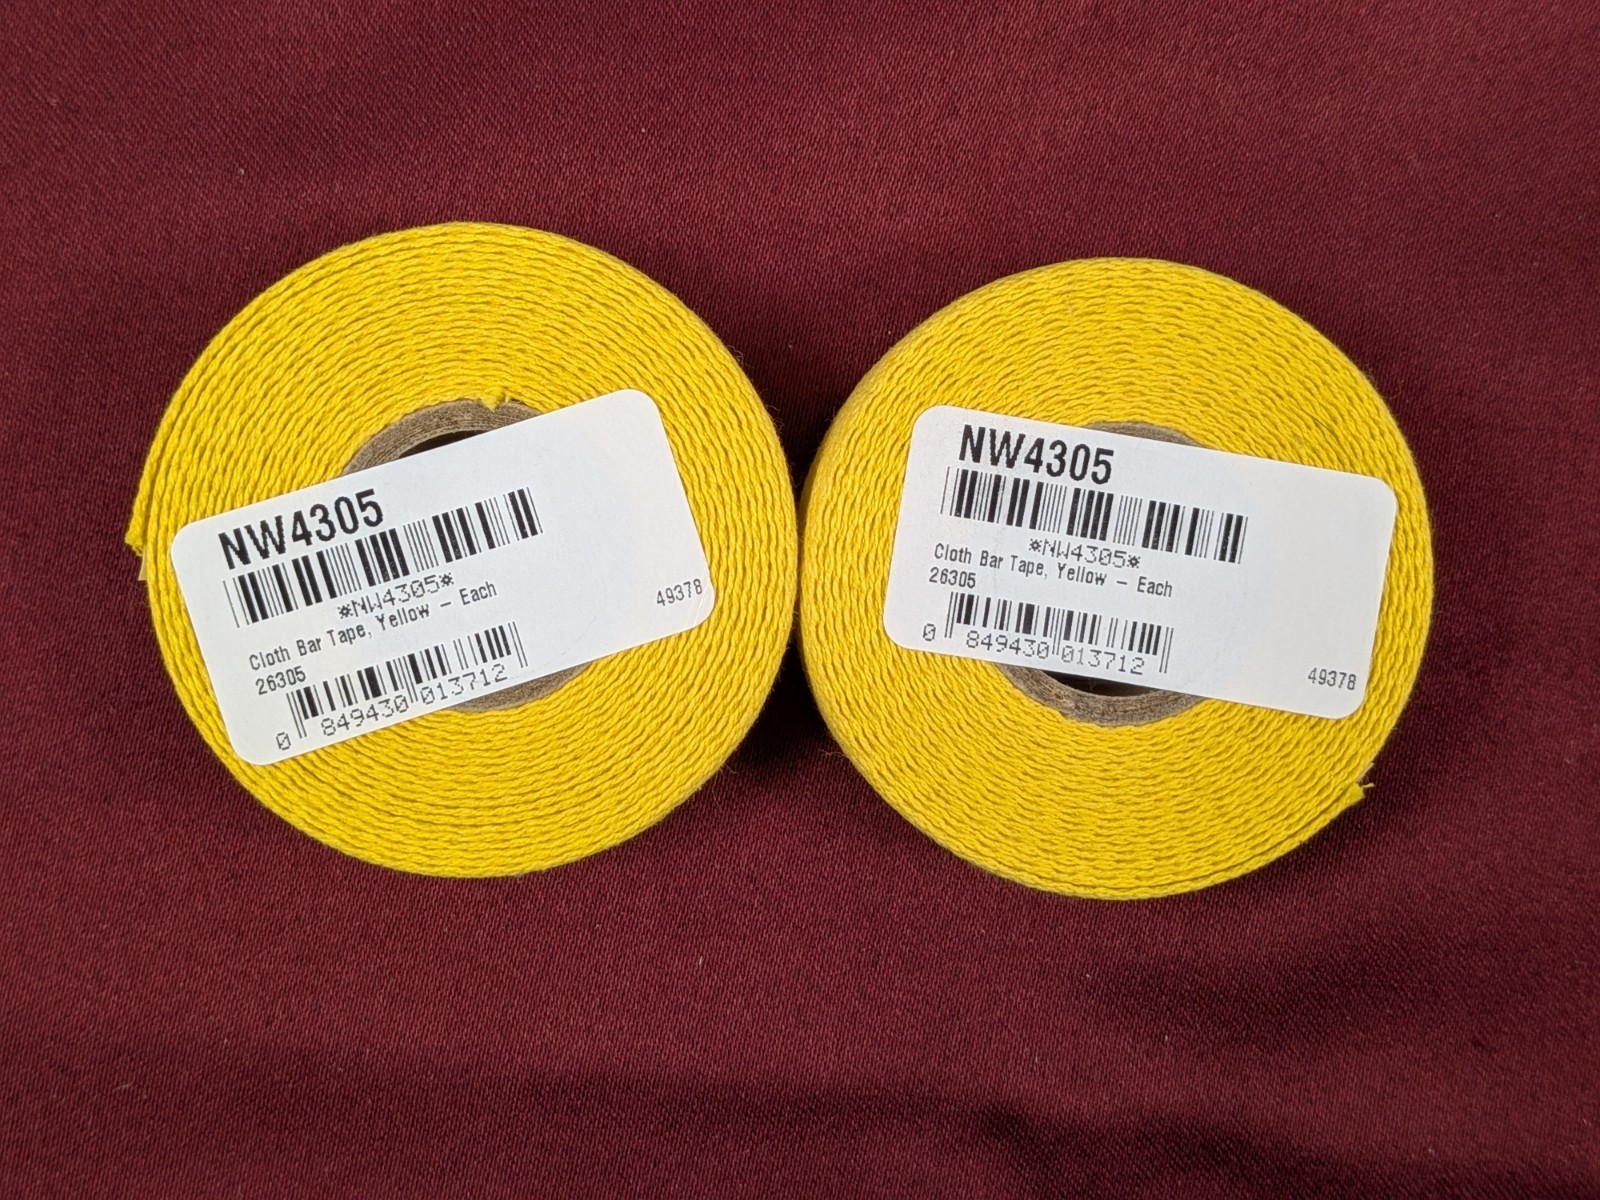 NW4305
*NW4305*
Cloth Bar Tape, Yellow - Each
26305
49378
0 849430 013712
NW4305
*NW4305*
Cloth Bar Tape, Yellow - Each
26305
0 849430 013712
49378